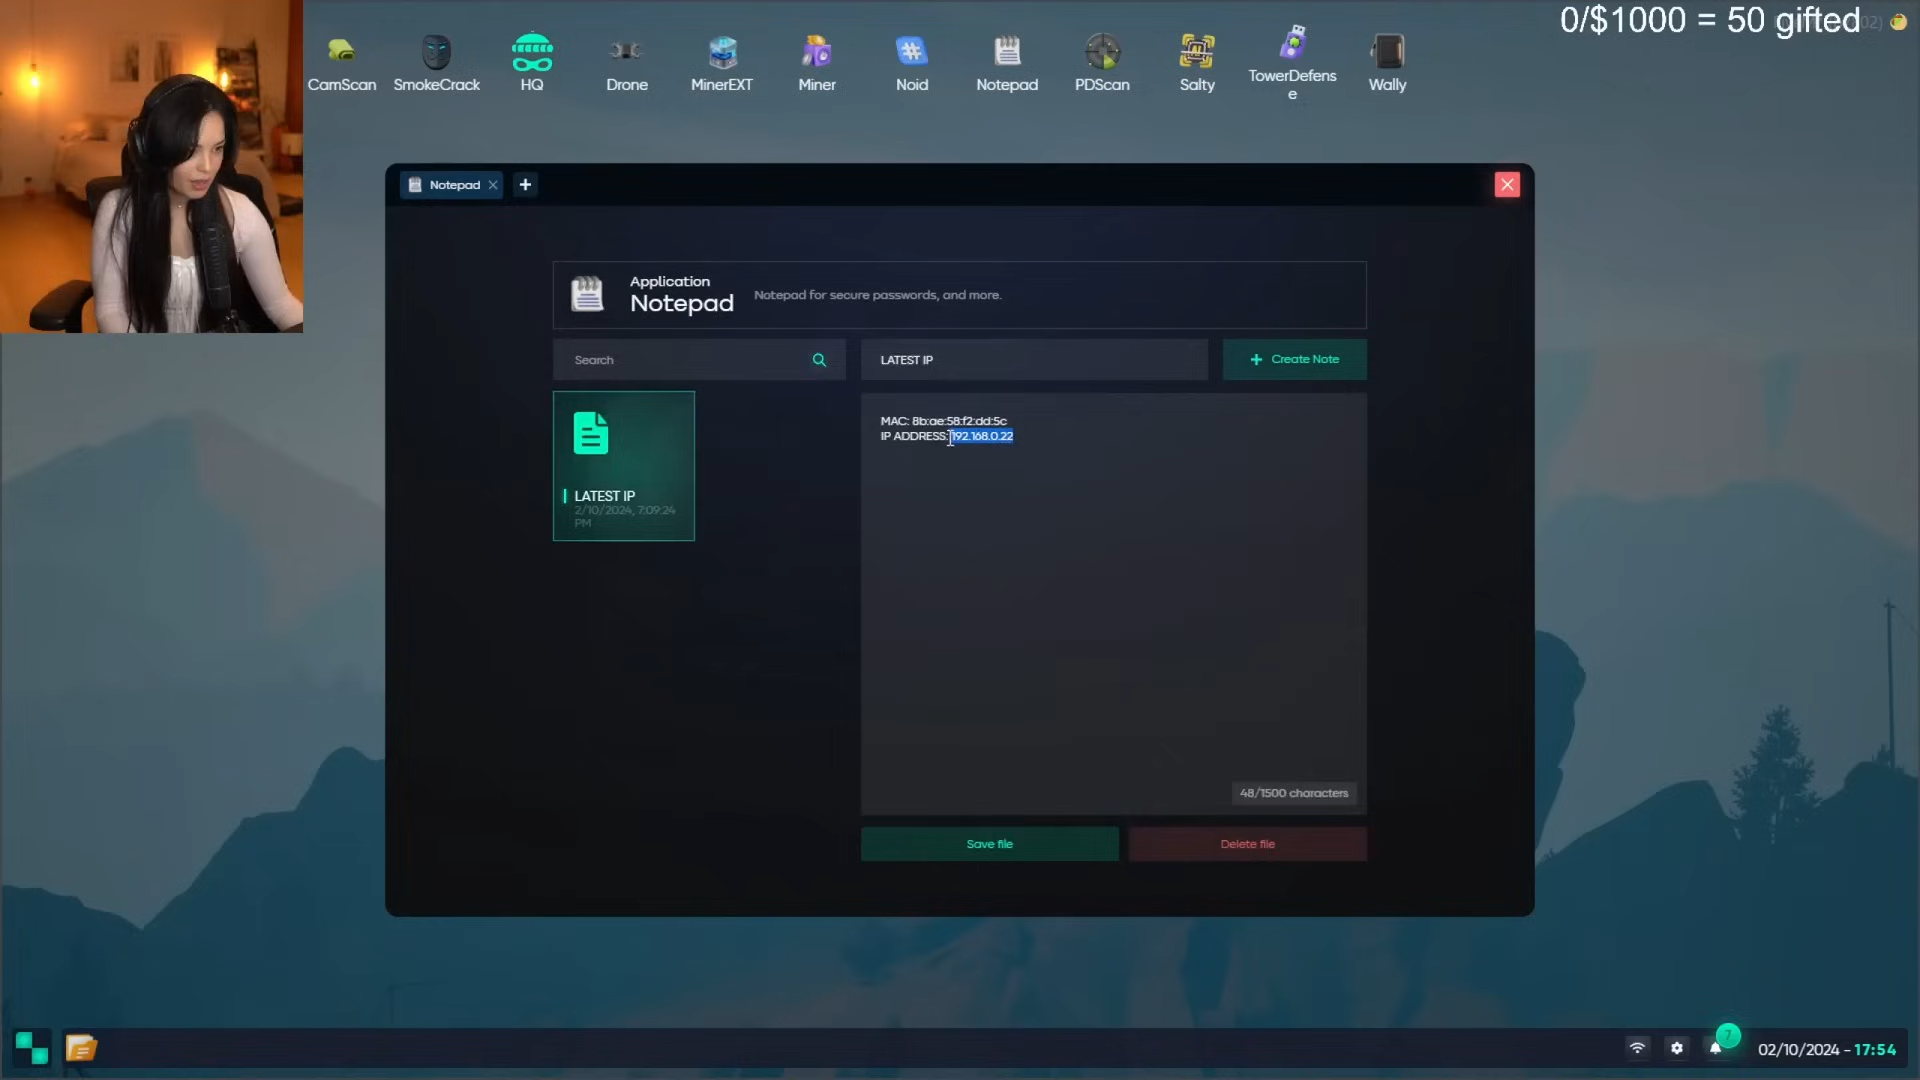 0/$1000 = 50 gifted
CamScan
SmokeCrack
HQ
Drone
MinerEXT
Miner
Noid
Notepad
PDScan
Salty
TowerDefens
e
Wally
Notepad
Application
Notepad
Notepad for secure passwords, and more.
Search
LATEST IP
Create Note
LATEST IP
2/10/2024, 7:09:24
PM
MAC: 8b:ae:58:f2:dd:5c
IP ADDRESS: 192.168.0.22
48/1500 characters
Save file
Delete file
7
02/10/2024 - 17:54